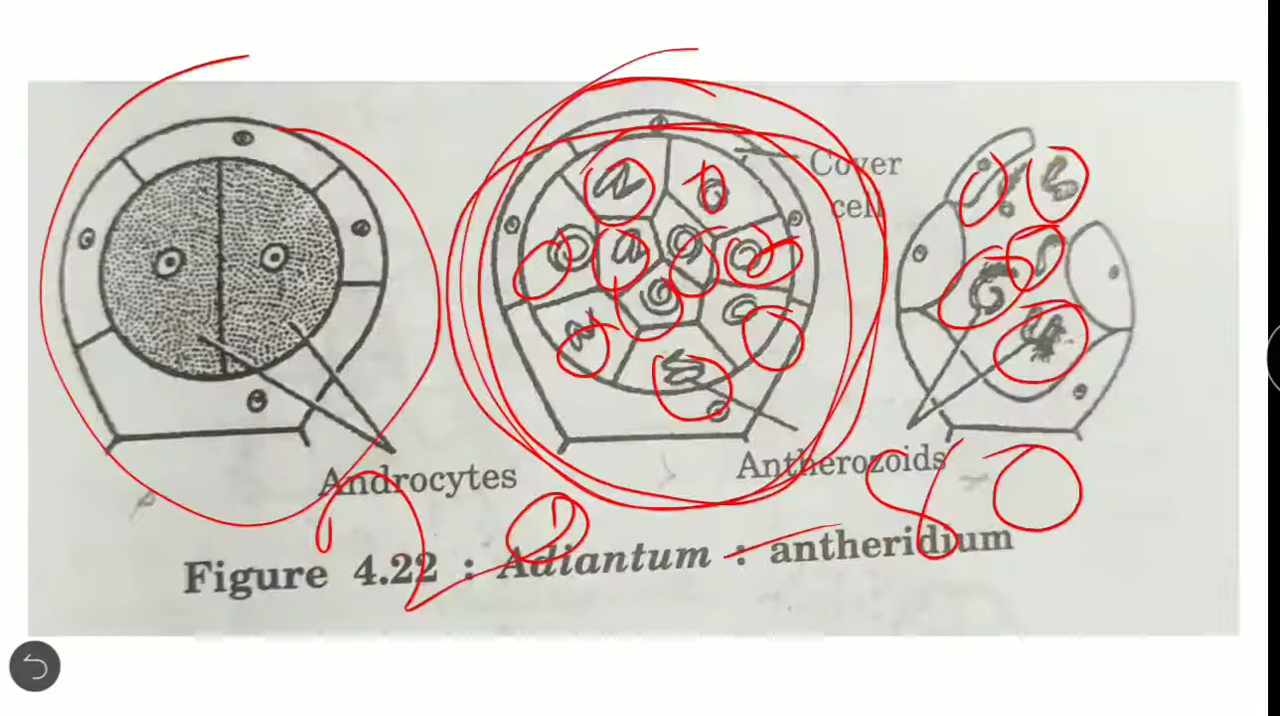 Cover
cell
Androcytes
Antherozoids
Figure 4.22 : Adiantum : antheridium